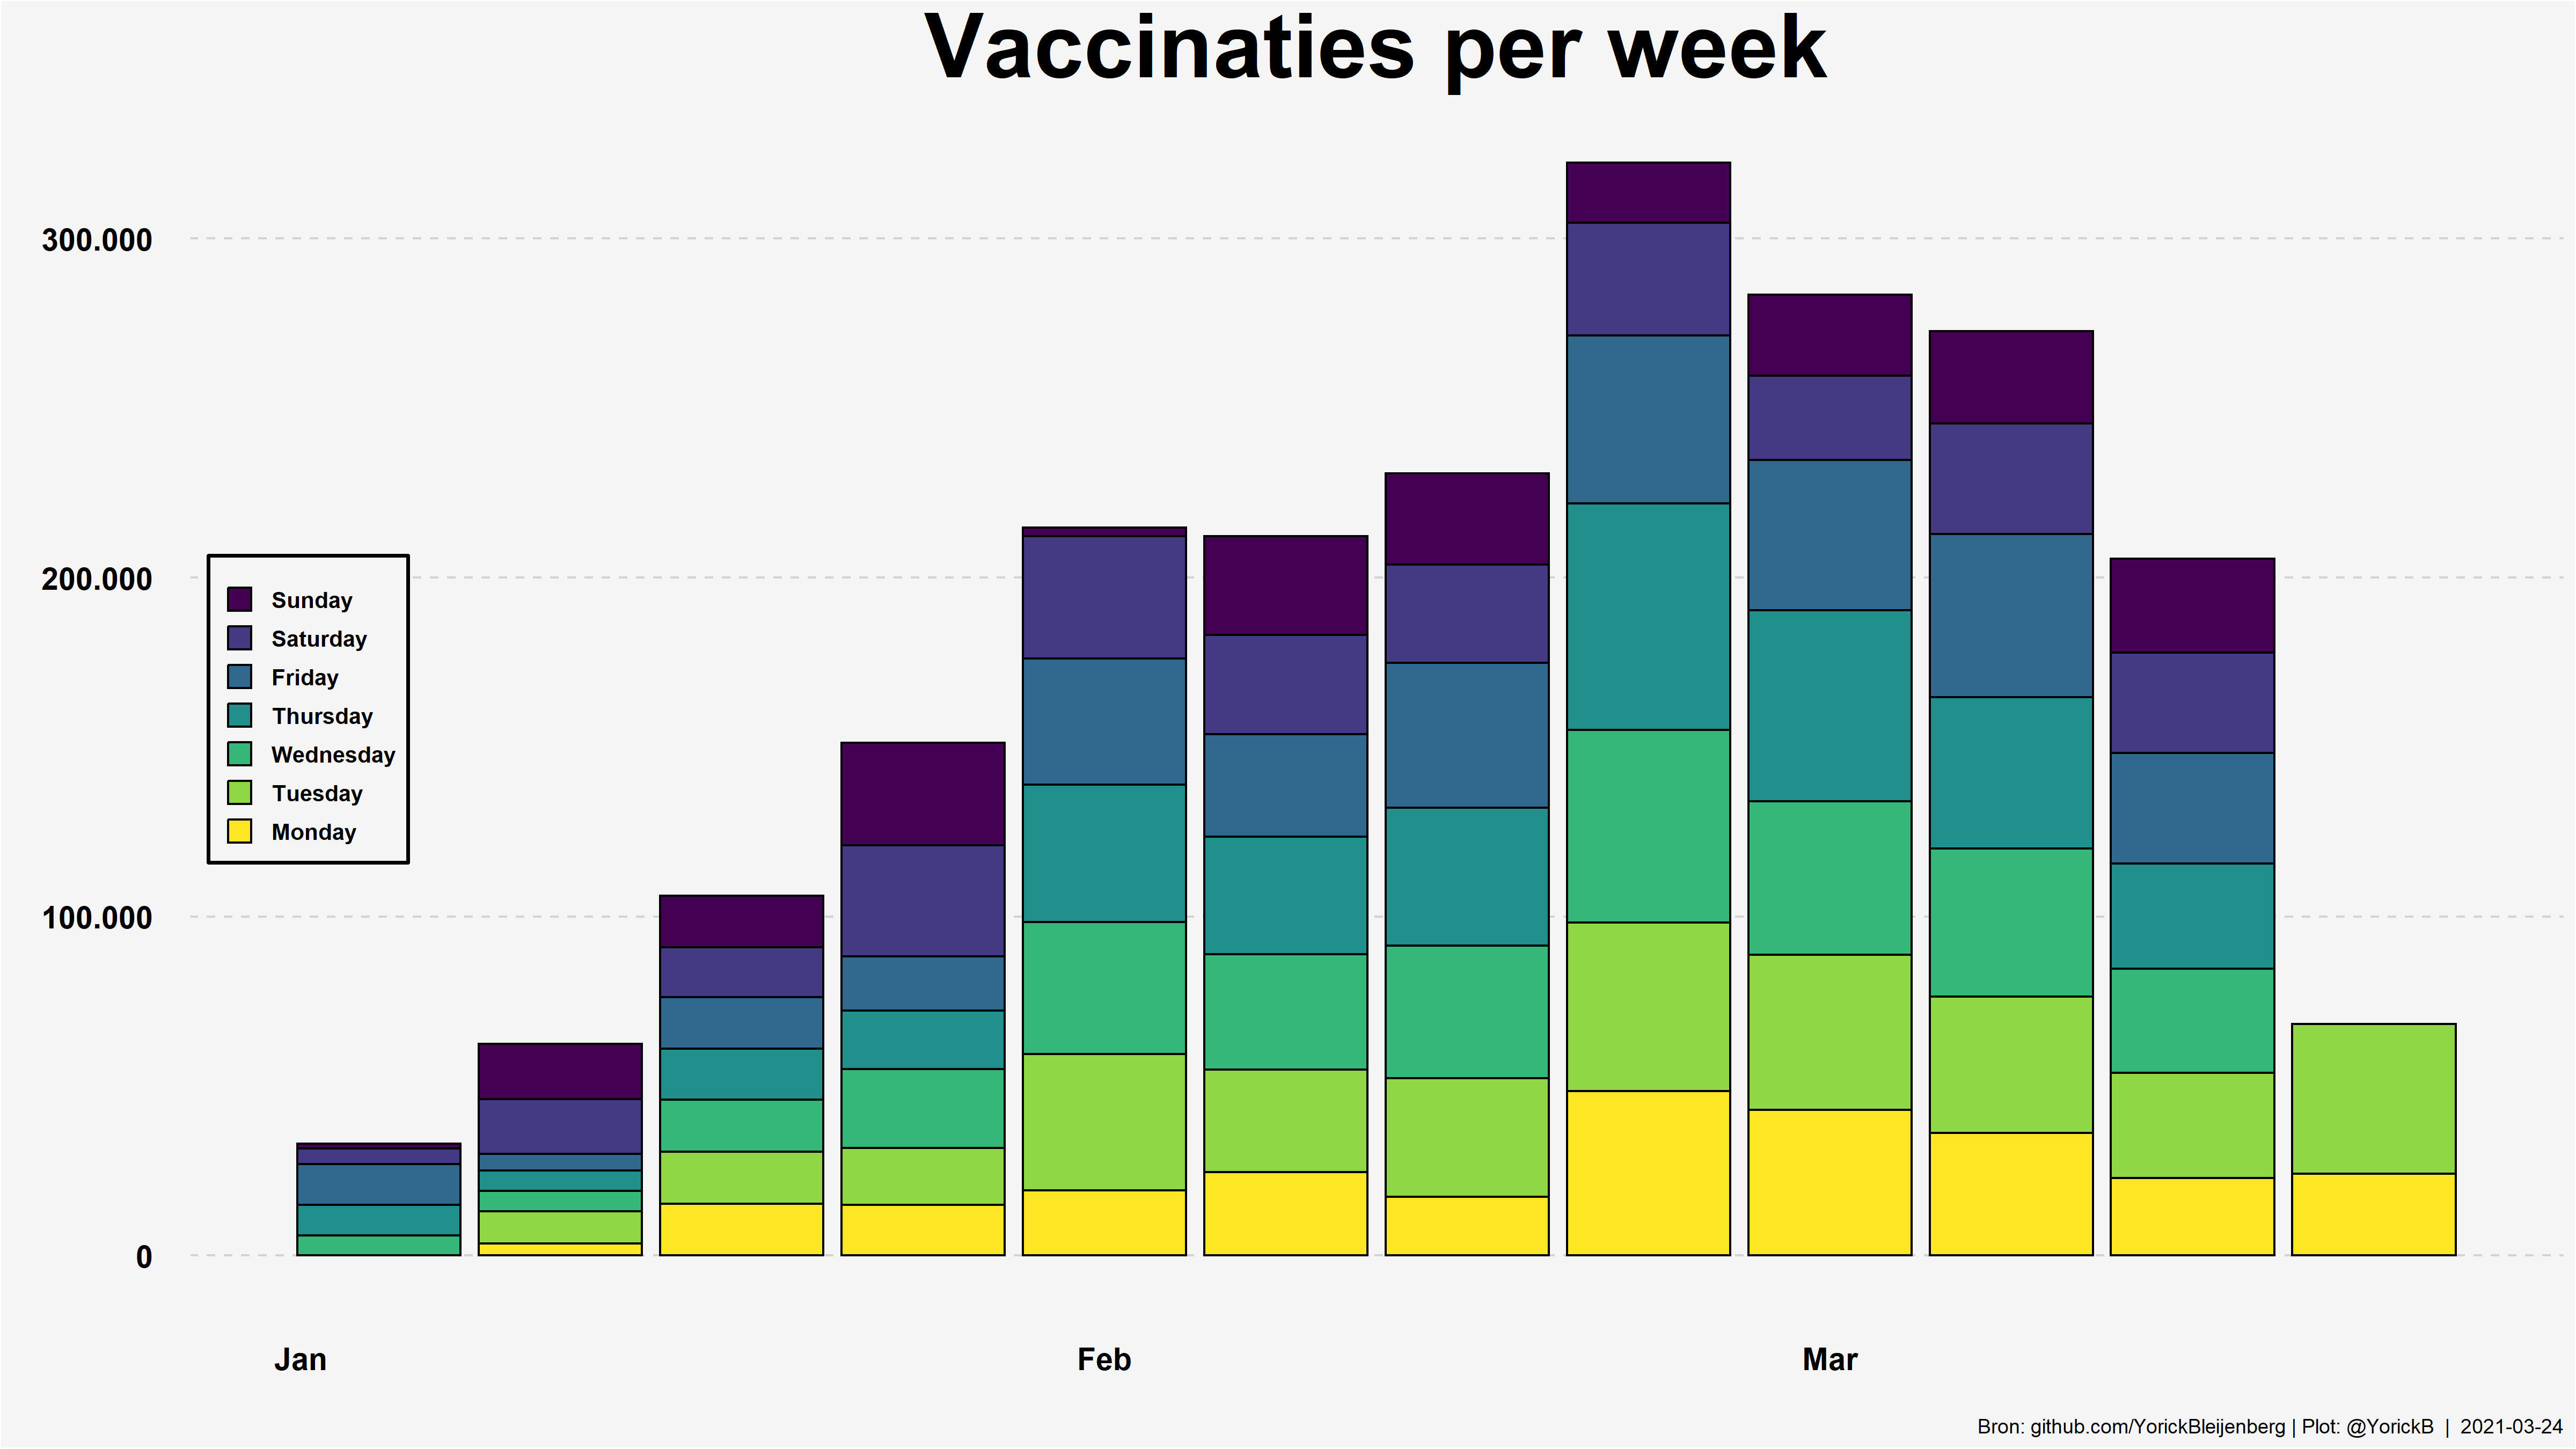 Vaccinaties per week
300.000
200.000
100.000
0
Sunday
Saturday
Friday
Thursday
Wednesday
Tuesday
Monday
Jan Feb Mar
Bron: github.com/YorickBleijenberg | Plot: @YorickB | 2021-03-24